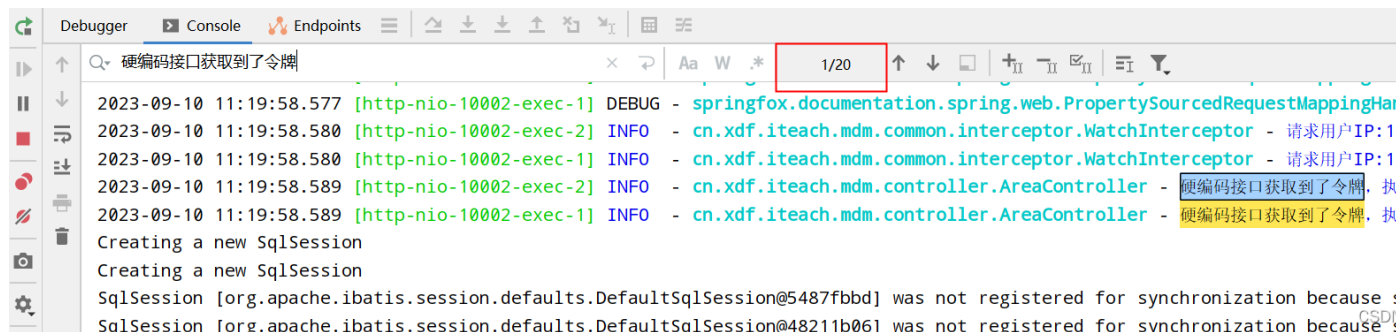 Debugger Console Endpoints
硬编码接口获取到了令牌 Aa W .* 1/20
2023-09-10 11:19:58.577 [http-nio-10002-exec-1] DEBUG - springfox.documentation.spring.web.PropertySourcedRequestMappingHan
2023-09-10 11:19:58.580 [http-nio-10002-exec-2] INFO - cn.xdf.iteach.mdm.common.interceptor.WatchInterceptor - 请求用户IP:1
2023-09-10 11:19:58.580 [http-nio-10002-exec-1] INFO - cn.xdf.iteach.mdm.common.interceptor.WatchInterceptor - 请求用户IP:1
2023-09-10 11:19:58.589 [http-nio-10002-exec-2] INFO - cn.xdf.iteach.mdm.controller.AreaController - 硬编码接口获取到了令牌，执
2023-09-10 11:19:58.589 [http-nio-10002-exec-1] INFO - cn.xdf.iteach.mdm.controller.AreaController - 硬编码接口获取到了令牌，执
Creating a new SqlSession
Creating a new SqlSession
SqlSession [org.apache.ibatis.session.defaults.DefaultSqlSession@5487fbbd] was not registered for synchronization because s
SqlSession [org.apache.ibatis.session.defaults.DefaultSqlSession@48211b06] was not registered for synchronization because s